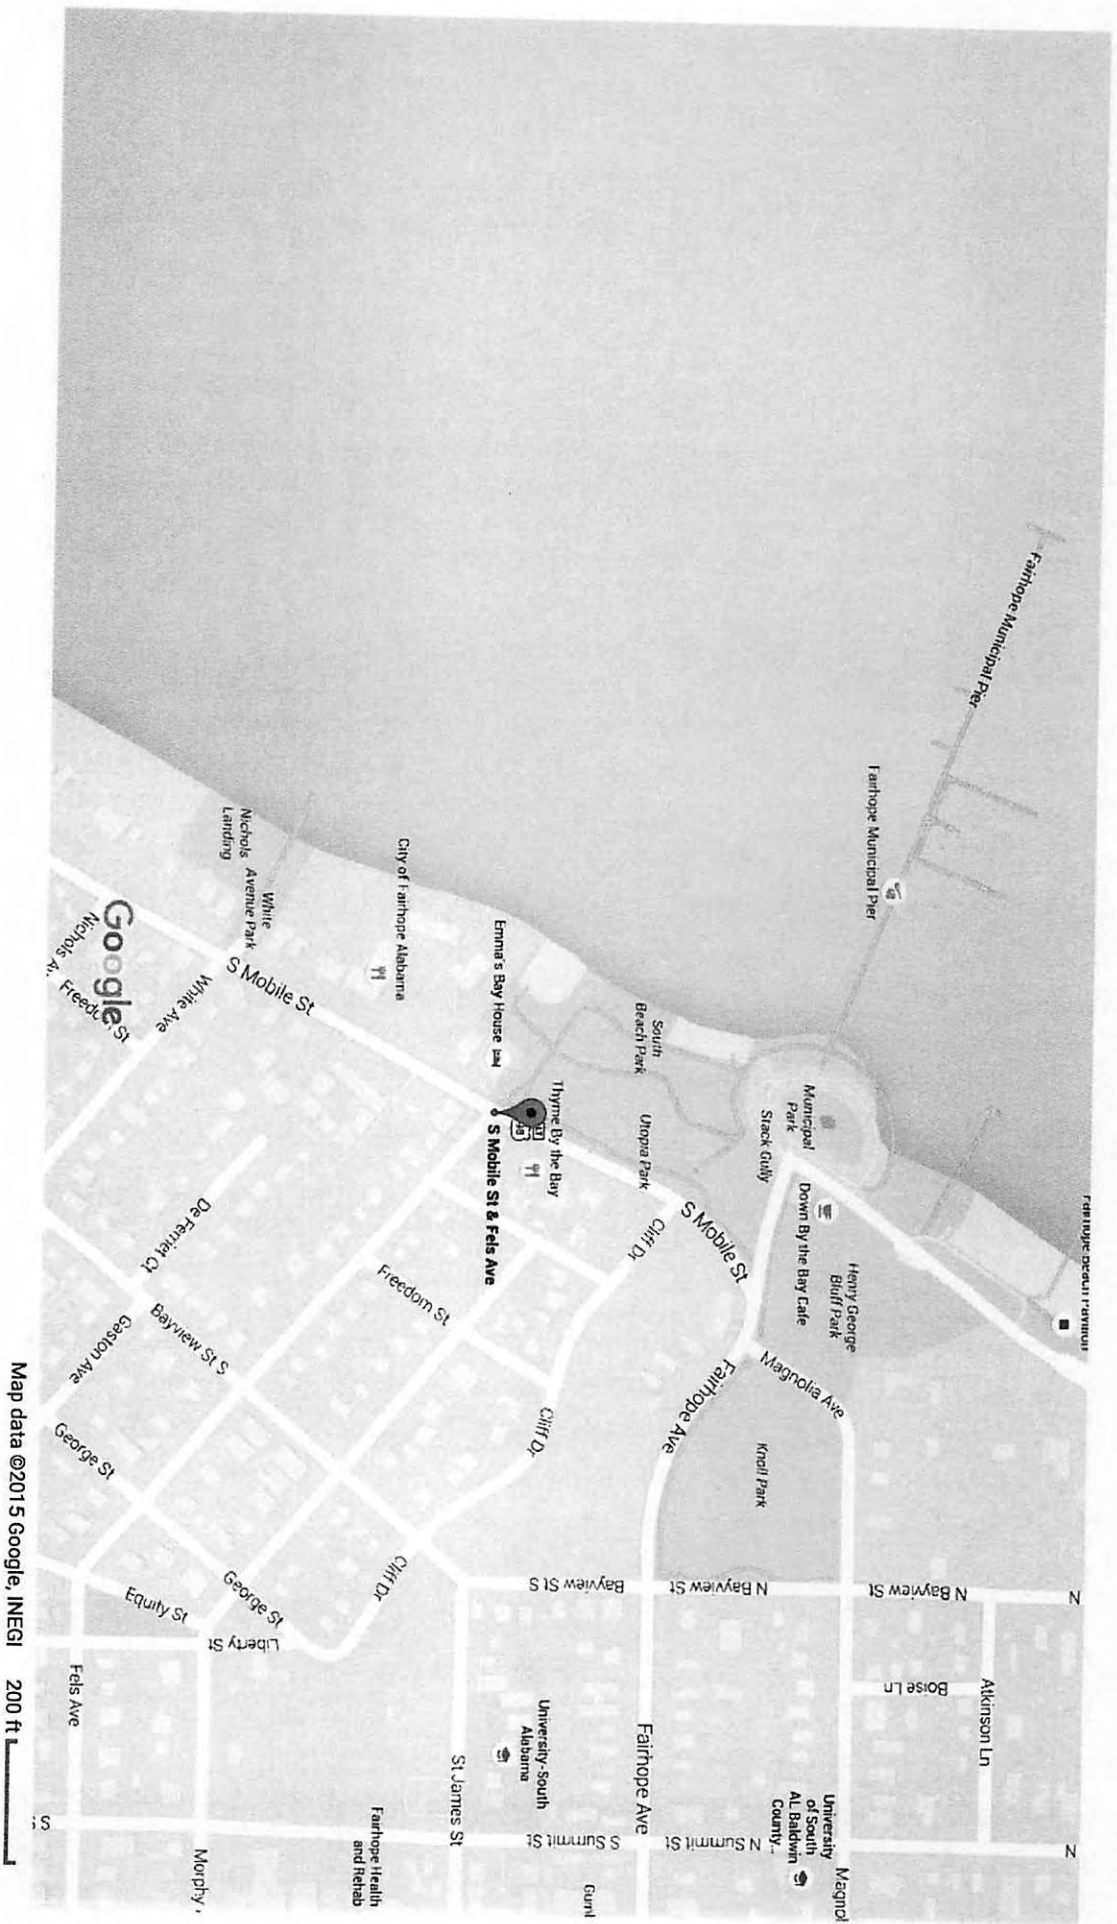 Fairhope Municipal Pier
Fairhope Municipal Pier
N
Atkinson Ln
N
Boise Ln
N Bayview St
Magnolia Ave
Henry George
Bluff Park
Down By the Bay Cafe
Municipal
Park
Stack Gully
Knoll Park
University
of South
AL Baldwin
County...
Magnol
N Bayview St
N Summit St
S Mobile St
Fairhope Ave
Fairhope Ave
South
Beach Park
Utopia Park
Cliff Dr
Bayview St S
S Summit St
Guml
Thyme By the Bay
University-South
Alabama
Cliff Dr
Emma's Bay House
S Mobile St & Fels Ave
St James St
City of Fairhope Alabama
Freedom St
Cliff Dr
Fairhope Health
and Rehab
S Mobile St
George St
Liberty St
White
Avenue Park
Nichols
Landing
Bayview St S
De Ferriet Ct
White Ave
Equity St
Morphy
Google
Gaston Ave
George St
Nichols
Freedom St
Fels Ave
Map data ©2015 Google, INEGI 200 ft